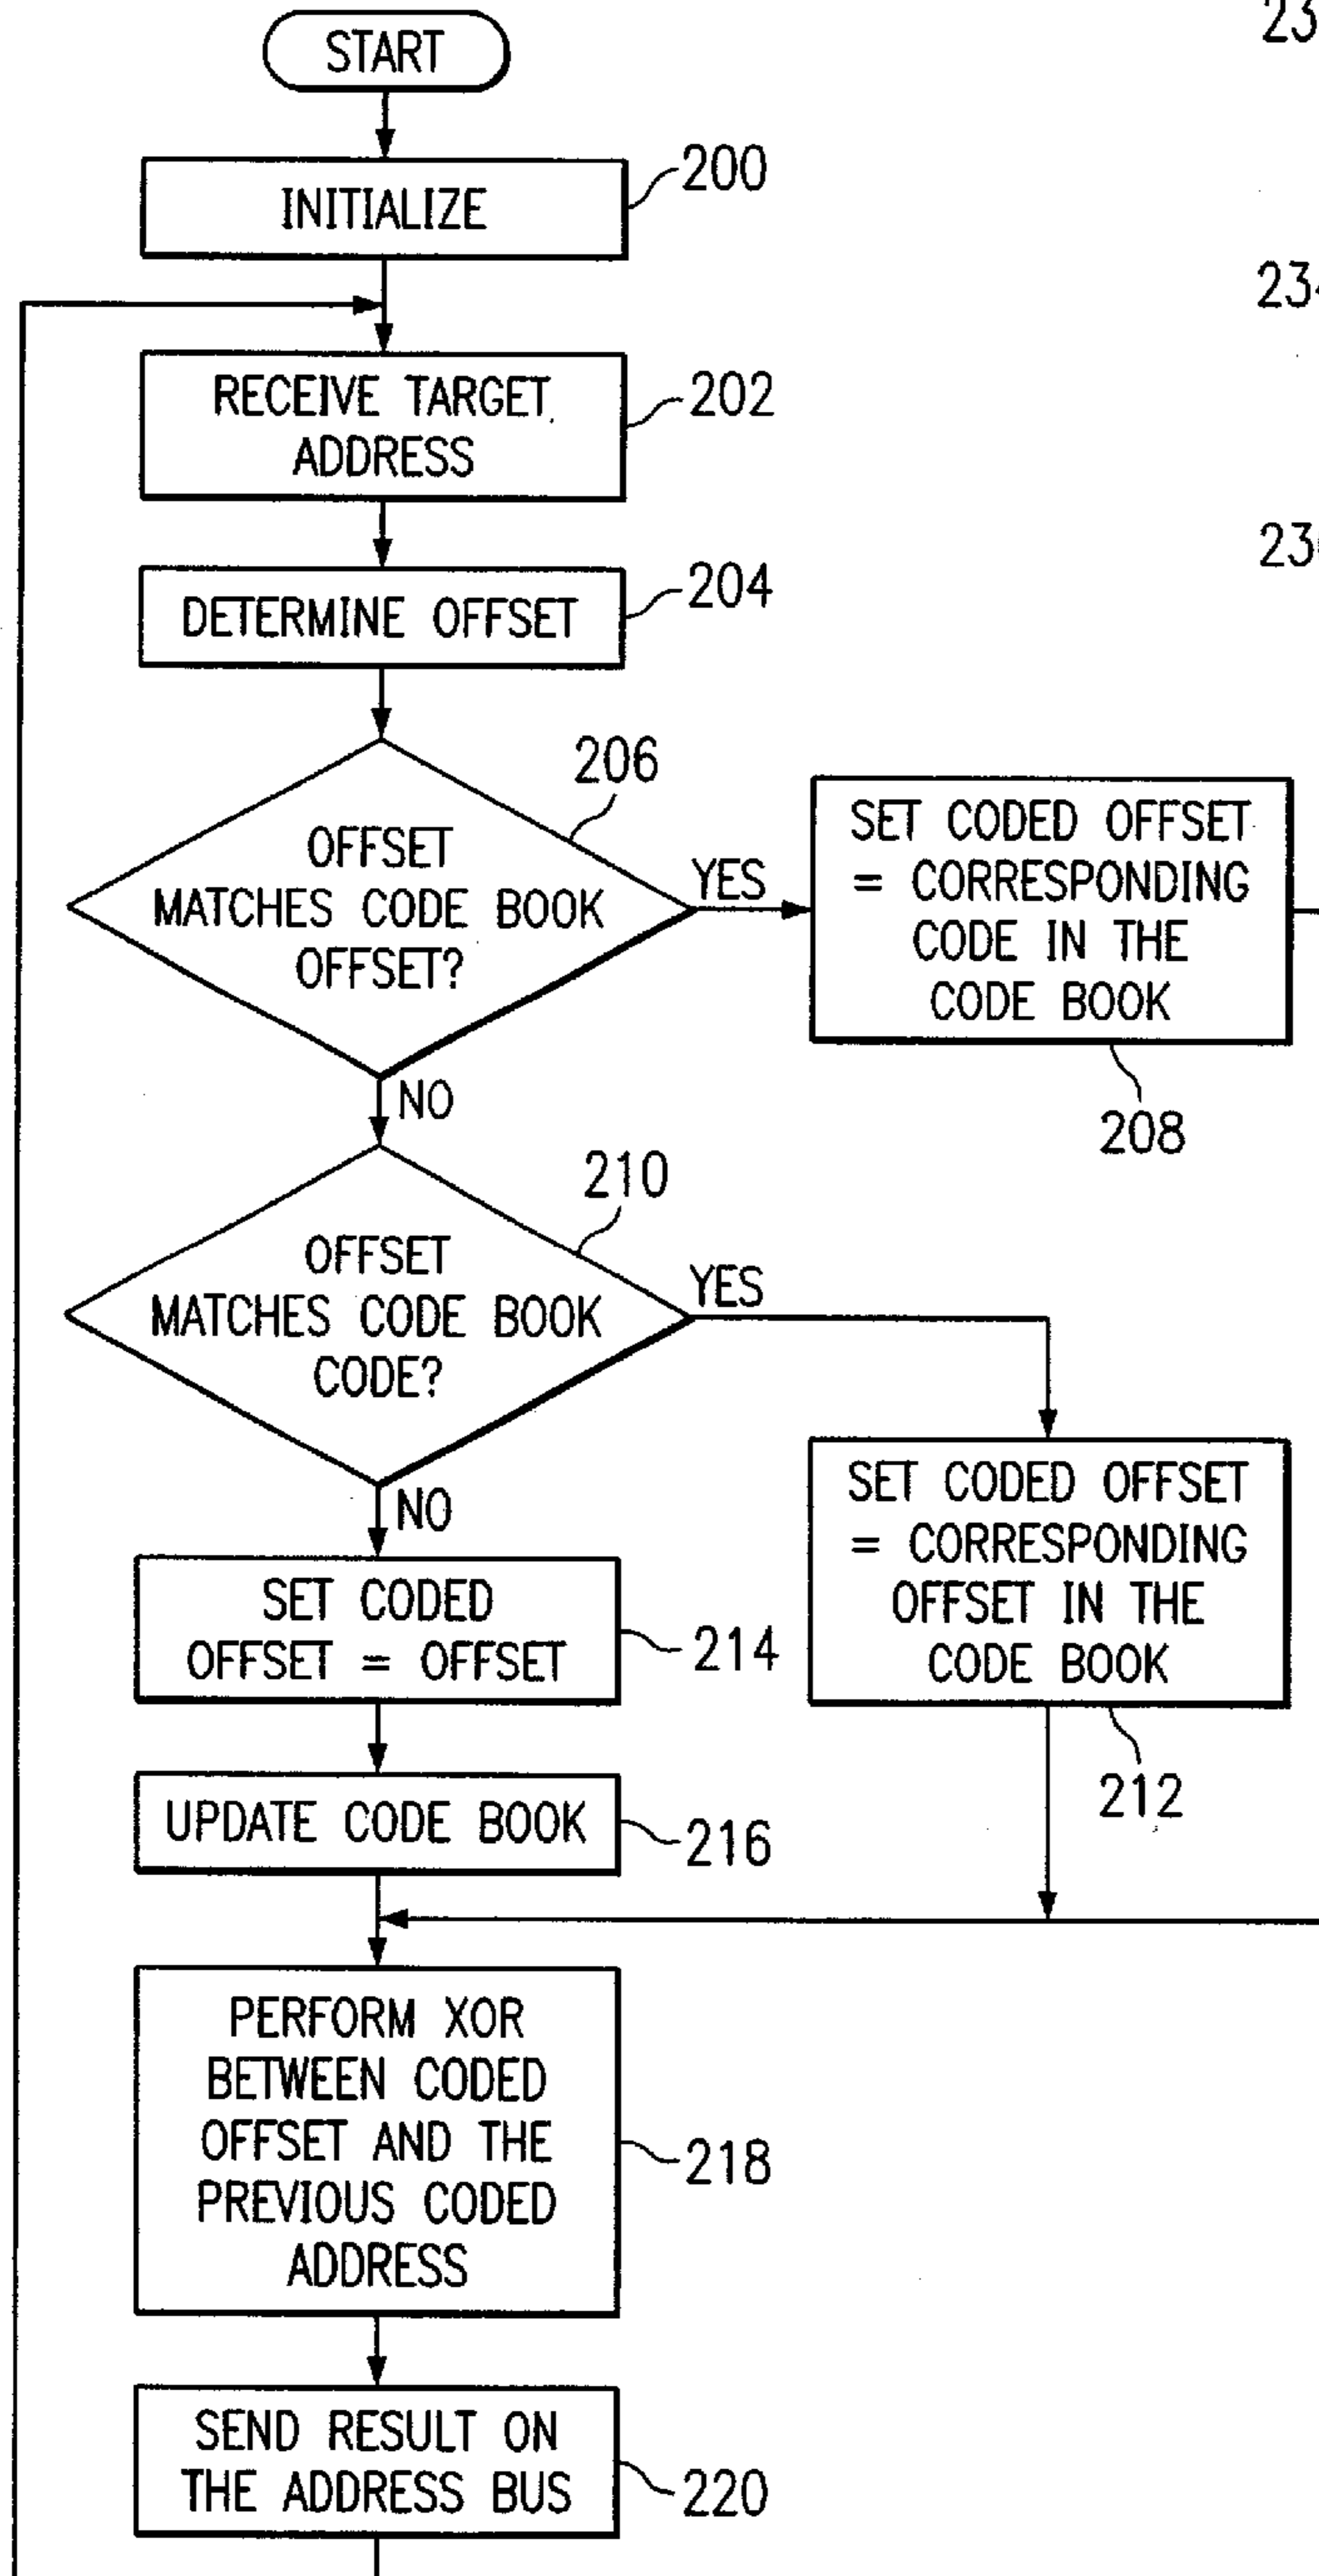 START
INITIALIZE
200
RECEIVE TARGET
ADDRESS
202
DETERMINE OFFSET
204
206
OFFSET
MATCHES CODE BOOK
OFFSET?
YES
NO
SET CODED OFFSET
= CORRESPONDING
CODE IN THE
CODE BOOK
208
210
OFFSET
MATCHES CODE BOOK
CODE?
YES
NO
SET CODED OFFSET
= CORRESPONDING
OFFSET IN THE
CODE BOOK
212
SET CODED
OFFSET = OFFSET
214
UPDATE CODE BOOK
216
PERFORM XOR
BETWEEN CODED
OFFSET AND THE
PREVIOUS CODED
ADDRESS
218
SEND RESULT ON
THE ADDRESS BUS
220